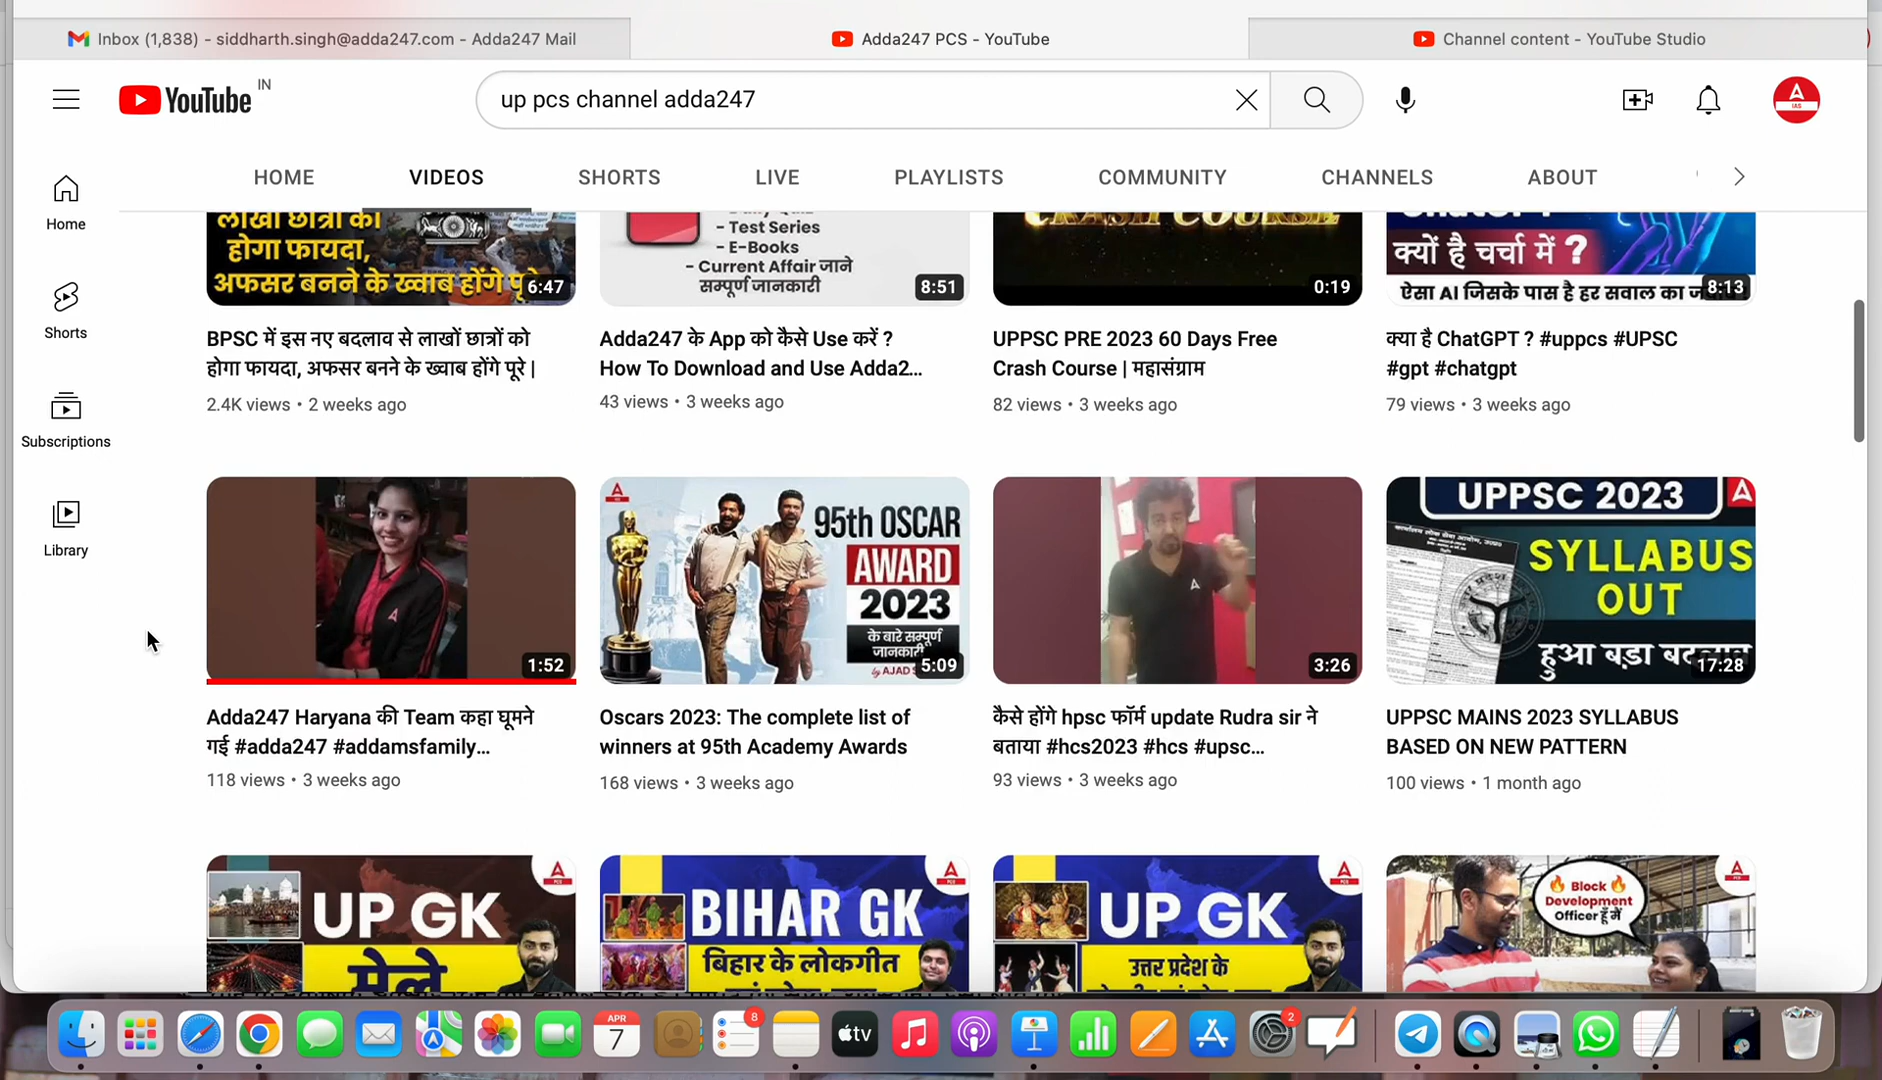 Inbox (1,838) - siddharth.singh@adda247.com - Adda247 Mail
Adda247 PCS - YouTube
Channel content - YouTube Studio
YouTube IN
up pcs channel adda247
HOME VIDEOS SHORTS LIVE PLAYLISTS COMMUNITY CHANNELS ABOUT
Home
Shorts
Subscriptions
Library
होगा फायदा,
अफसर बनने के ख्वाब होंगे
6:47
- Test Series
- E-Books
- Current Affair जाने
सम्पूर्ण जानकारी
8:51
CRASH COURSE
0:19
क्यों है चर्चा में ?
ऐसा AI जिसके पास है हर सवाल का
8:13
BPSC में इस नए बदलाव से लाखों छात्रों को
होगा फायदा, अफसर बनने के ख्वाब होंगे पूरे |
2.4K views • 2 weeks ago
Adda247 के App को कैसे Use करें ?
How To Download and Use Adda2...
43 views • 3 weeks ago
UPPSC PRE 2023 60 Days Free
Crash Course | महासंग्राम
82 views • 3 weeks ago
क्या है ChatGPT ? #uppcs #UPSC
#gpt #chatgpt
79 views • 3 weeks ago
1:52
95th OSCAR
AWARD
2023
के बारे सम्पूर्ण
जानकारी
5:09
3:26
UPPSC 2023
SYLLABUS
OUT
हुआ बड़ा
17:28
Adda247 Haryana की Team कहा घूमने
गई #adda247 #addamsfamily...
118 views • 3 weeks ago
Oscars 2023: The complete list of
winners at 95th Academy Awards
168 views • 3 weeks ago
कैसे होंगे hpsc फॉर्म update Rudra sir ने
बताया #hcs2023 #hcs #upsc...
93 views • 3 weeks ago
UPPSC MAINS 2023 SYLLABUS
BASED ON NEW PATTERN
100 views • 1 month ago
UP GK
मेले
BIHAR GK
बिहार के लोकगीत
UP GK
उत्तर प्रदेश के
Block
Development
Officer हूँ में
APR
7
8
tv
2